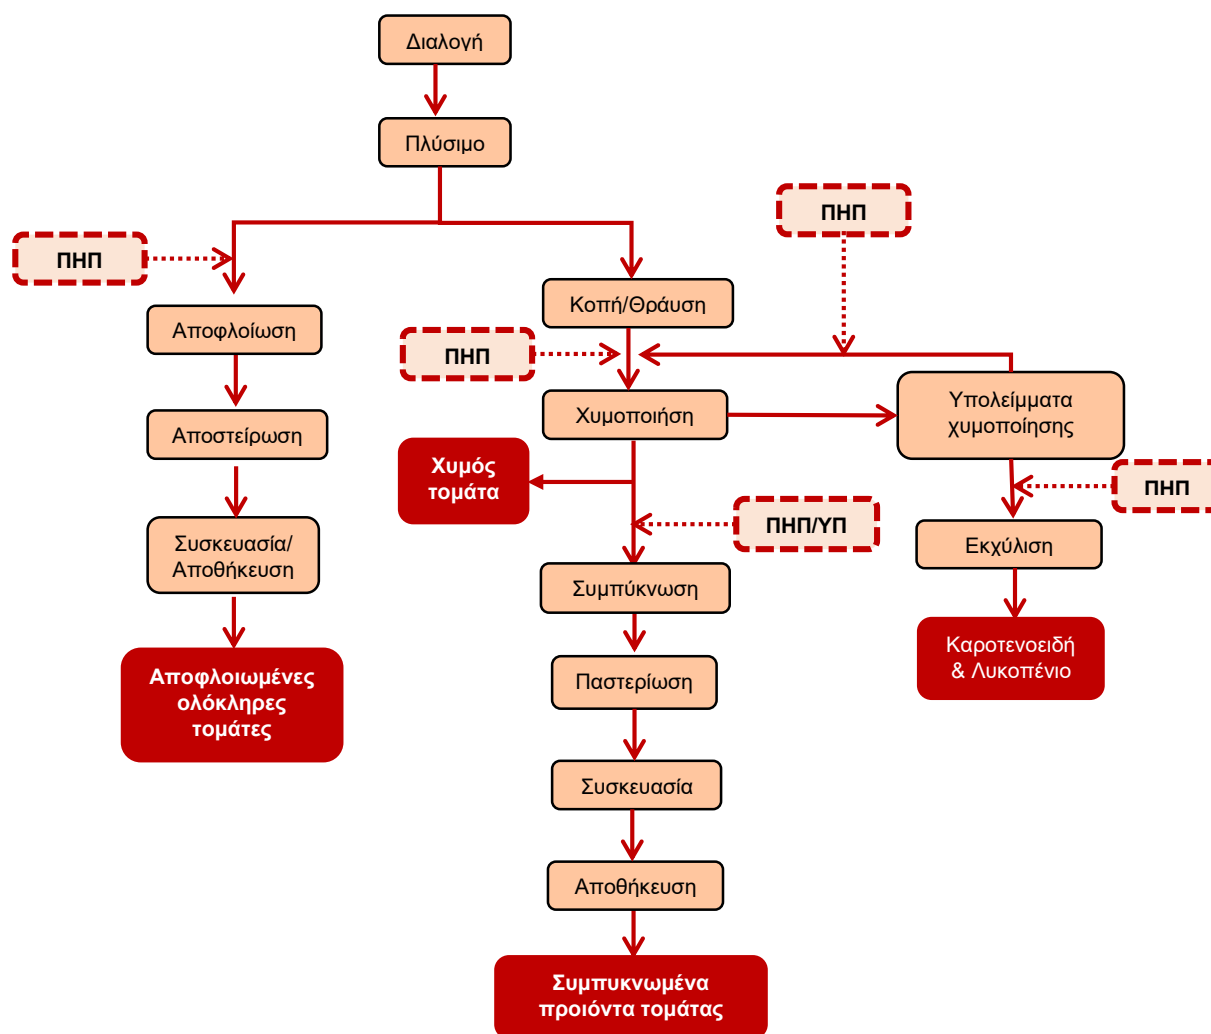 Διαλογή
Πλύσιμο
ΠΗΠ
ΠΗΠ
Κοπή/Θράυση
Αποφλοίωση
ΠΗΠ
Χυμοποιήση
Υπολείμματα
χυμοποίησης
Αποστείρωση
Χυμός
τομάτα
ΠΗΠ
ΠΗΠ/ΥΠ
Συσκευασία/
Αποθήκευση
Εκχύλιση
Συμπύκνωση
Καροτενοειδή
& Λυκοπένιο
Αποφλοιωμένες
ολόκληρες
τομάτες
Παστερίωση
Συσκευασία
Αποθήκευση
Συμπυκνωμένα
προιόντα τομάτας